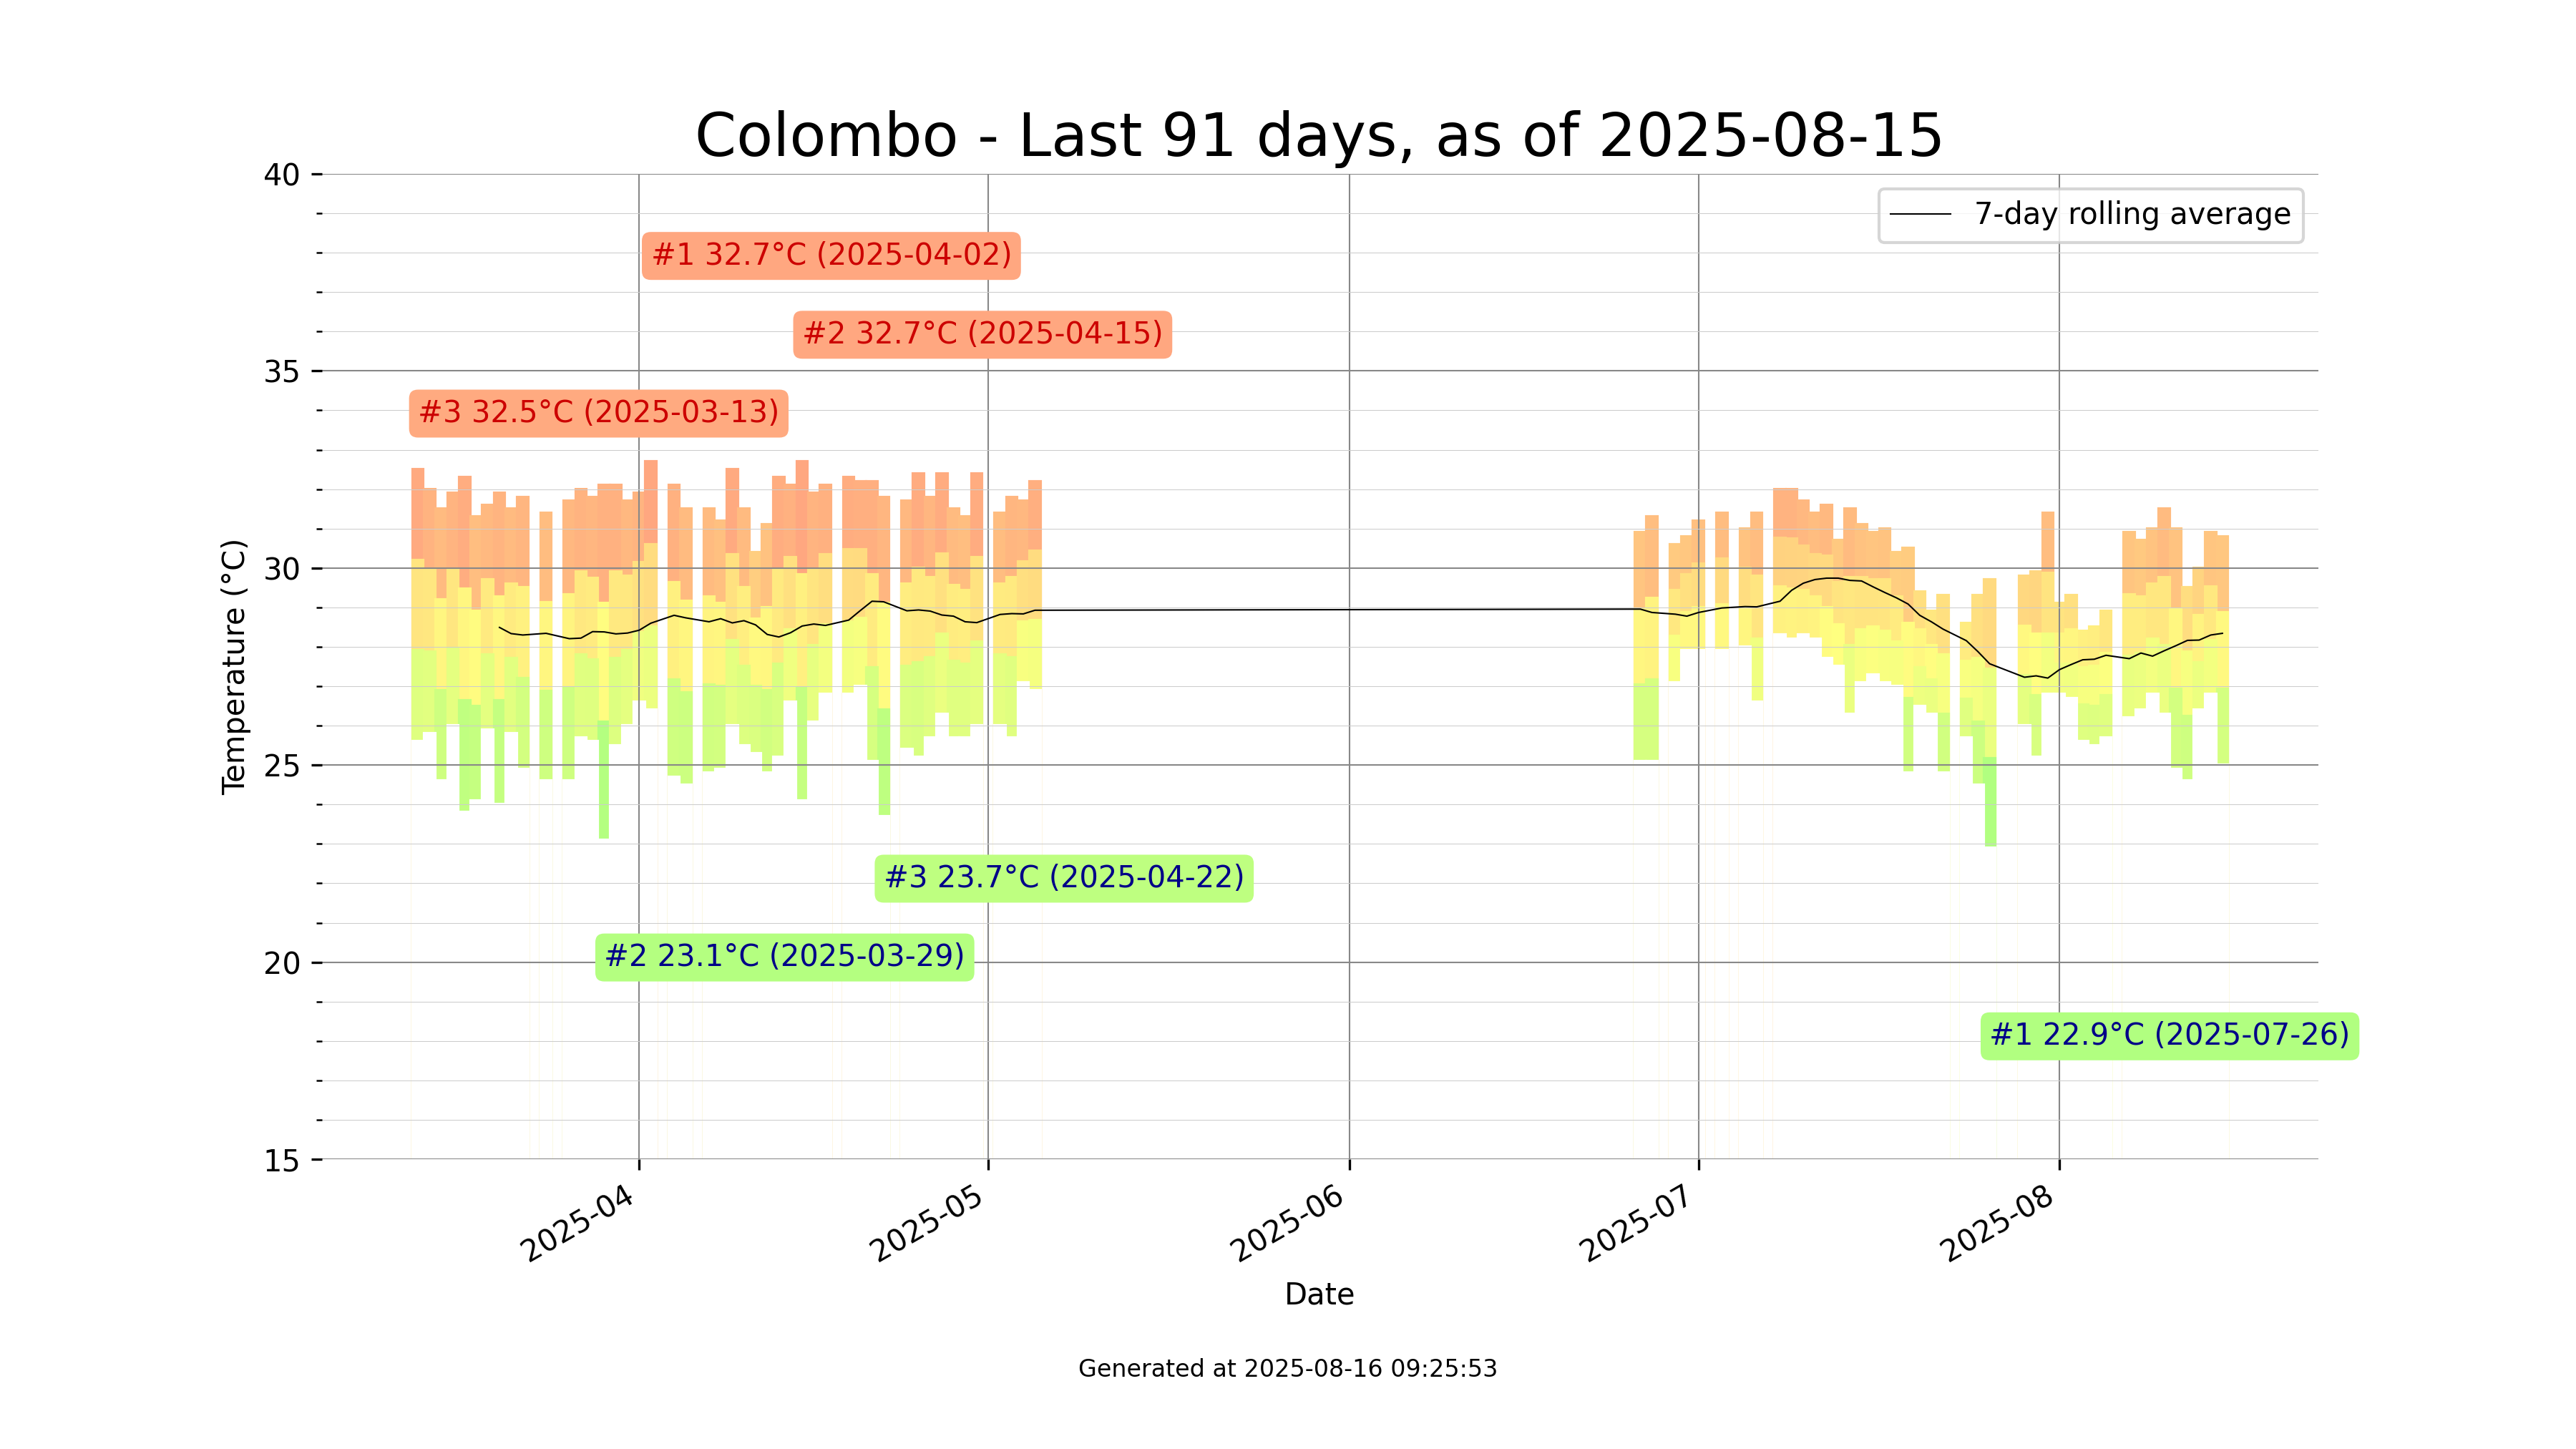 Colombo - Last 91 days, as of 2025-08-15
40
7-day rolling average
#1 32.7°C (2025-04-02)
#2 32.7°C (2025-04-15)
35
#3 32.5°C (2025-03-13)
30
Temperature (°C)
25
#3 23.7°C (2025-04-22)
20
#2 23.1°C (2025-03-29)
#1 22.9°C (2025-07-26)
15
2025-04
2025-05
2025-06
2025-07
2025-08
Date
Generated at 2025-08-16 09:25:53